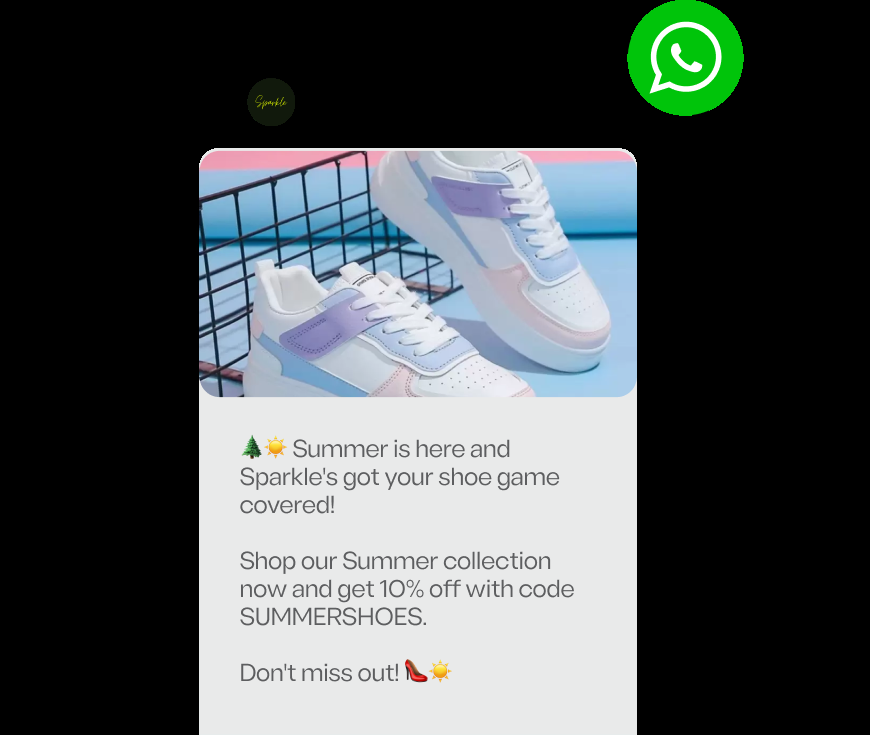 Sparkle
🌲☀️ Summer is here and
Sparkle's got your shoe game
covered!
Shop our Summer collection
now and get 10% off with code
SUMMERSHOES.
Don't miss out! 👠☀️